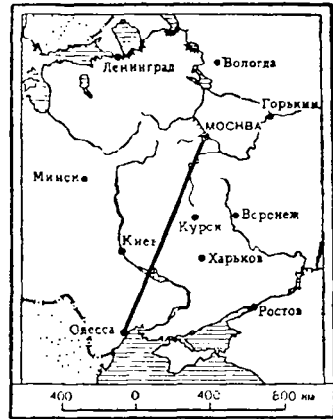 Ленинград
Вологда
Горький
МОСКВА
Минск
Курск
Воронеж
Киев
Харьков
Одесса
Ростов
400 0 400 800 км